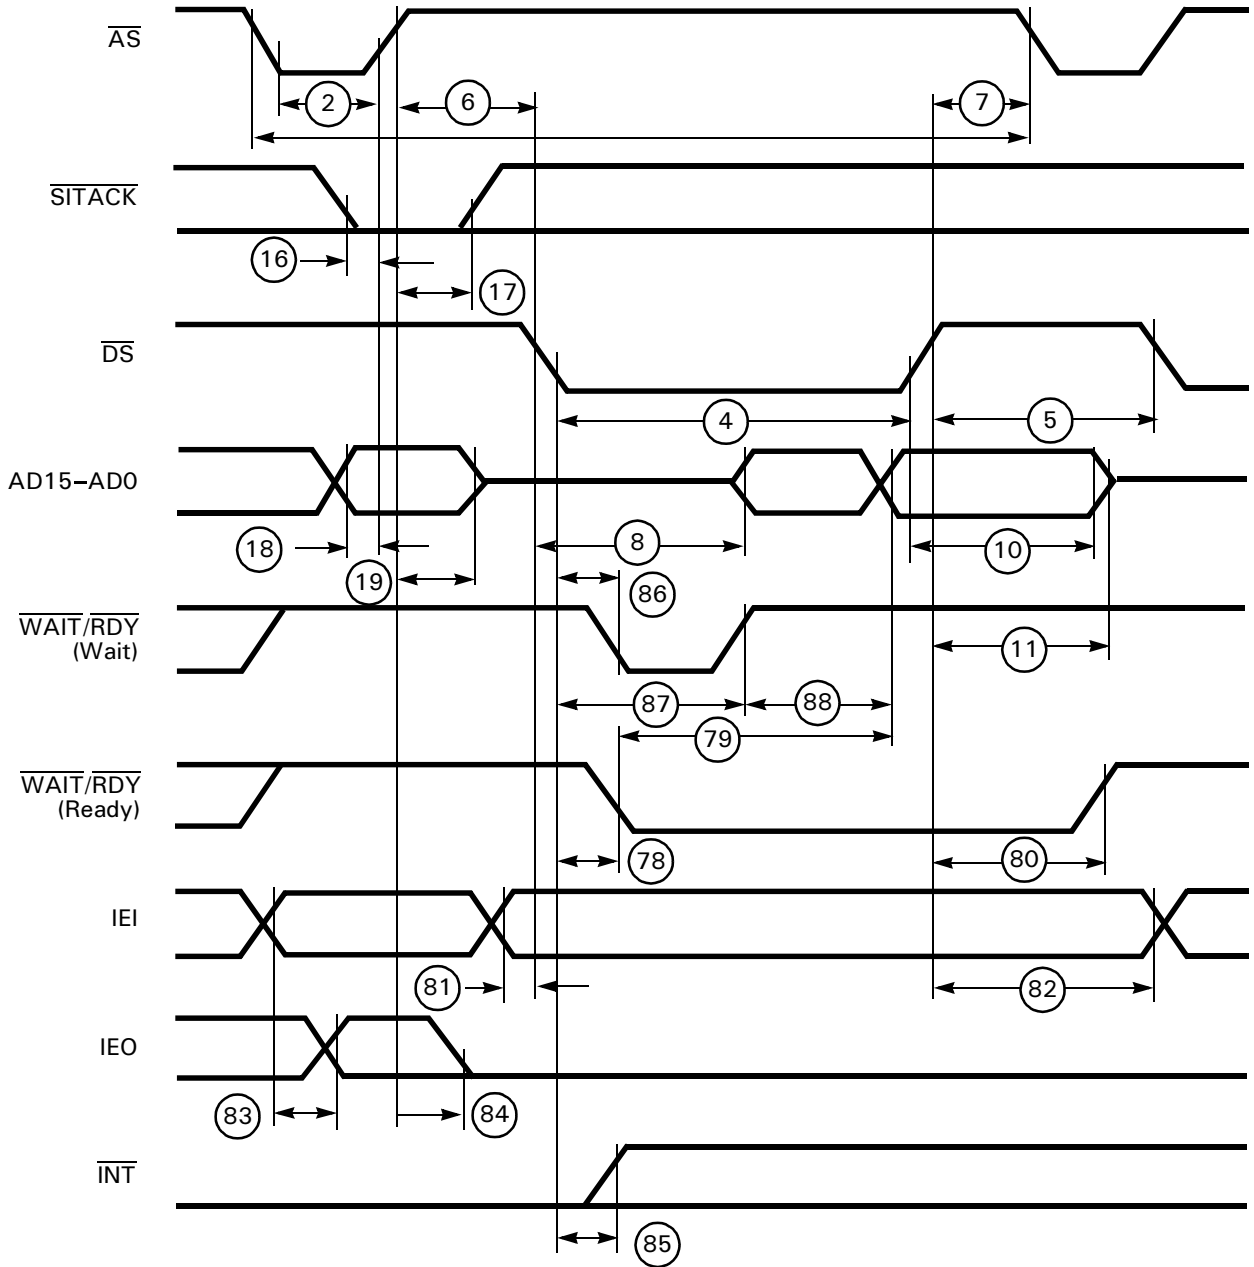 AS
2
6
7
SITACK
16
17
DS
4
5
AD15–AD0
18
8
10
19
86
WAIT/RDY
(Wait)
11
87
88
79
WAIT/RDY
(Ready)
78
80
IEI
81
82
IEO
83
84
INT
85